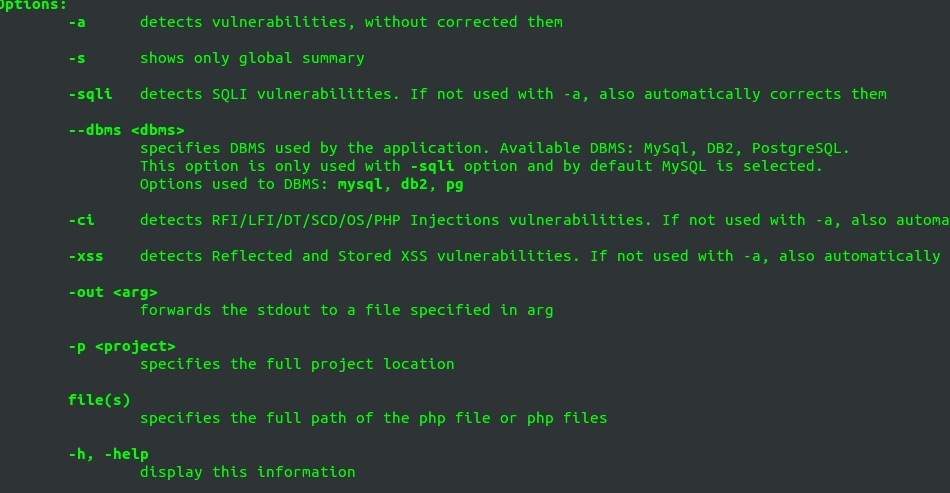 Options:
-a detects vulnerabilities, without corrected them
-s shows only global summary
-sqli detects SQLI vulnerabilities. If not used with -a, also automatically corrects them
--dbms <dbms>
specifies DBMS used by the application. Available DBMS: MySql, DB2, PostgreSQL.
This option is only used with -sqli option and by default MySQL is selected.
Options used to DBMS: mysql, db2, pg
-ci detects RFI/LFI/DT/SCD/OS/PHP Injections vulnerabilities. If not used with -a, also automa
-xss detects Reflected and Stored XSS vulnerabilities. If not used with -a, also automatically
-out <arg>
forwards the stdout to a file specified in arg
-p <project>
specifies the full project location
file(s)
specifies the full path of the php file or php files
-h, -help
display this information